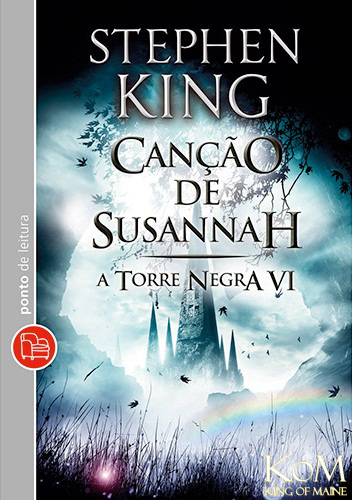 STEPHEN
KING
CANÇÃO
DE
SUSANNAH
A TORRE NEGRA VI
ponto de leitura
KOM
KING OF MAINE